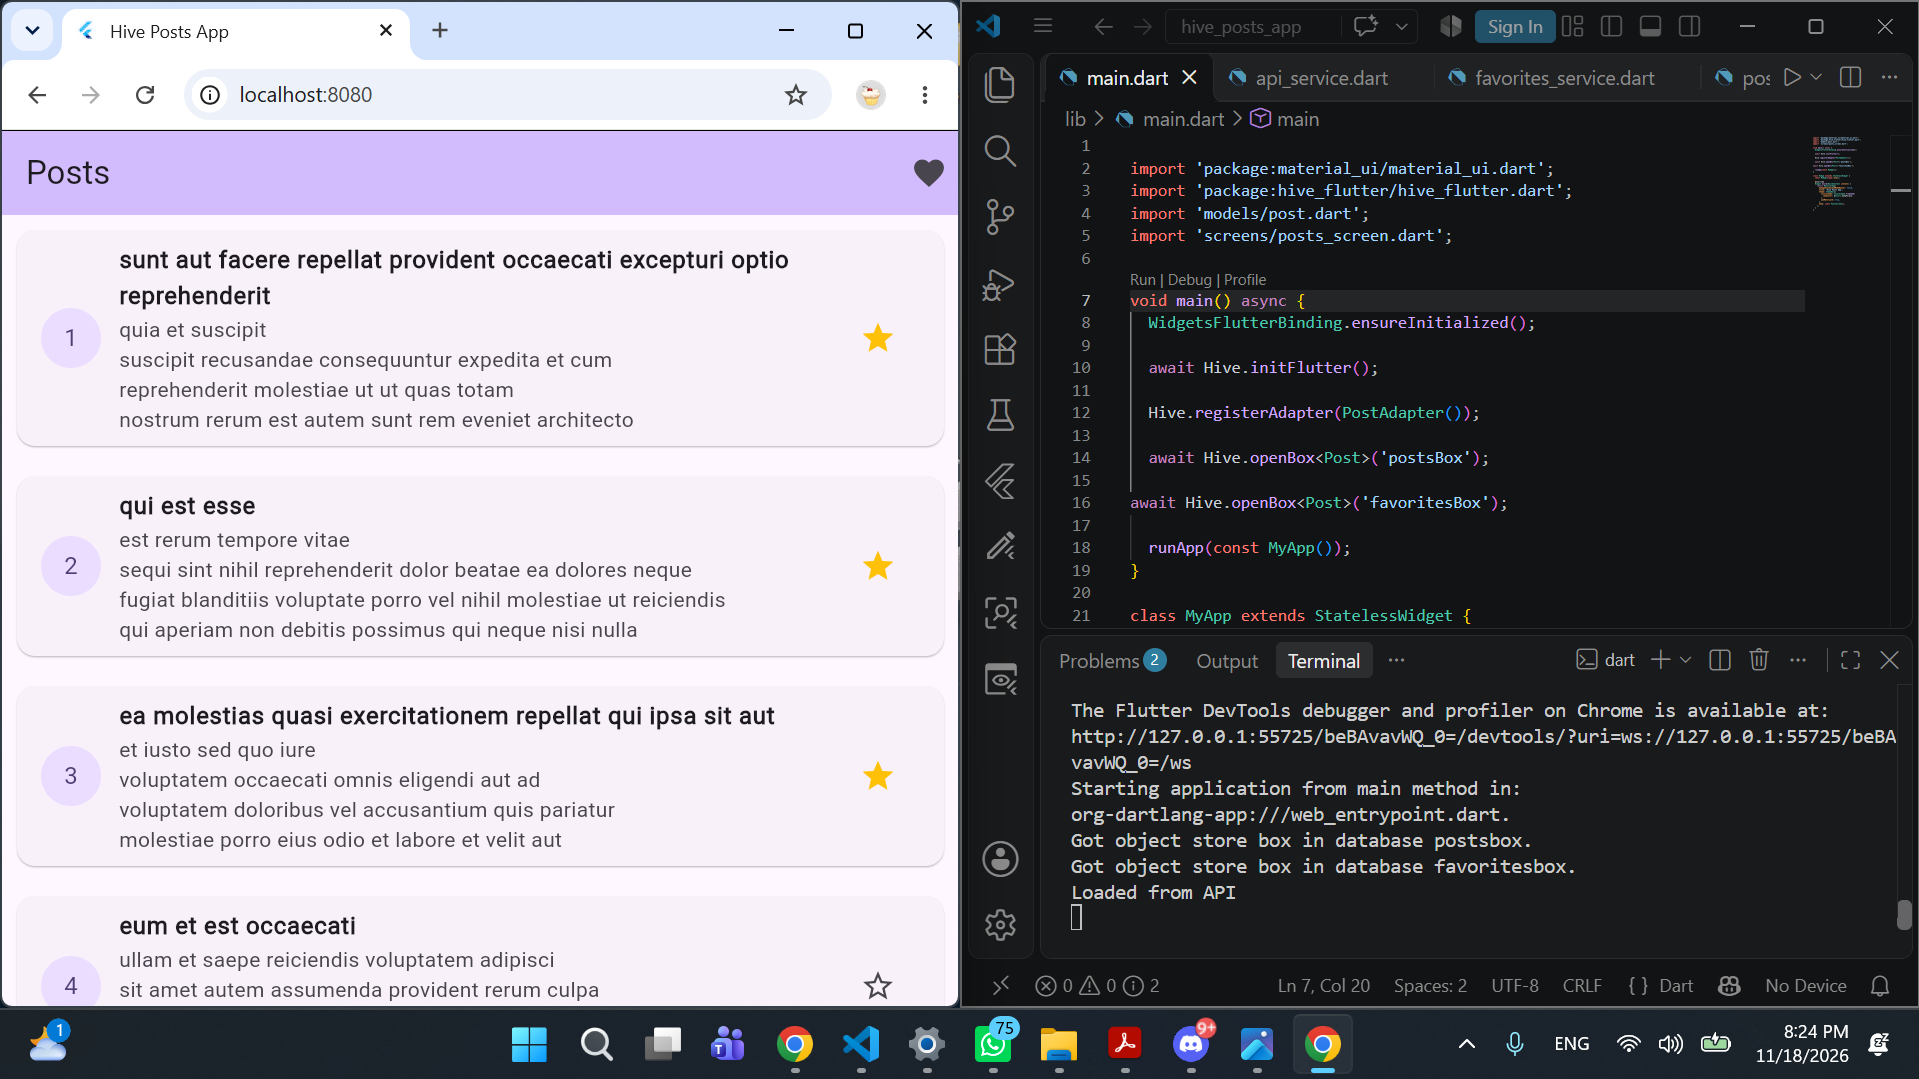 Hive Posts App
localhost:8080
Posts
1
sunt aut facere repellat provident occaecati excepturi optio
reprehenderit
quia et suscipit
suscipit recusandae consequuntur expedita et cum
reprehenderit molestiae ut ut quas totam
nostrum rerum est autem sunt rem eveniet architecto
2
qui est esse
est rerum tempore vitae
sequi sint nihil reprehenderit dolor beatae ea dolores neque
fugiat blanditiis voluptate porro vel nihil molestiae ut reiciendis
qui aperiam non debitis possimus qui neque nisi nulla
3
ea molestias quasi exercitationem repellat qui ipsa sit aut
et iusto sed quo iure
voluptatem occaecati omnis eligendi aut ad
voluptatem doloribus vel accusantium quis pariatur
molestiae porro eius odio et labore et velit aut
4
eum et est occaecati
ullam et saepe reiciendis voluptatem adipisci
sit amet autem assumenda provident rerum culpa
hive_posts_app
Sign In
main.dart
api_service.dart
favorites_service.dart
pos
lib > main.dart > main
1
2 import 'package:material_ui/material_ui.dart';
3 import 'package:hive_flutter/hive_flutter.dart';
4 import 'models/post.dart';
5 import 'screens/posts_screen.dart';
6
Run | Debug | Profile
7 void main() async {
8 WidgetsFlutterBinding.ensureInitialized();
9
10 await Hive.initFlutter();
11
12 Hive.registerAdapter(PostAdapter());
13
14 await Hive.openBox<Post>('postsBox');
15
16 await Hive.openBox<Post>('favoritesBox');
17
18 runApp(const MyApp());
19 }
20
21 class MyApp extends StatelessWidget {
Problems 2 Output Terminal
dart
The Flutter DevTools debugger and profiler on Chrome is available at:
http://127.0.0.1:55725/beBAvavWQ_0=/devtools/?uri=ws://127.0.0.1:55725/beBA
vavWQ_0=/ws
Starting application from main method in:
org-dartlang-app:///web_entrypoint.dart.
Got object store box in database postsbox.
Got object store box in database favoritesbox.
Loaded from API
0 0 2
Ln 7, Col 20 Spaces: 2 UTF-8 CRLF {} Dart No Device
1
T
75
9+
ENG
8:24 PM
11/18/2026